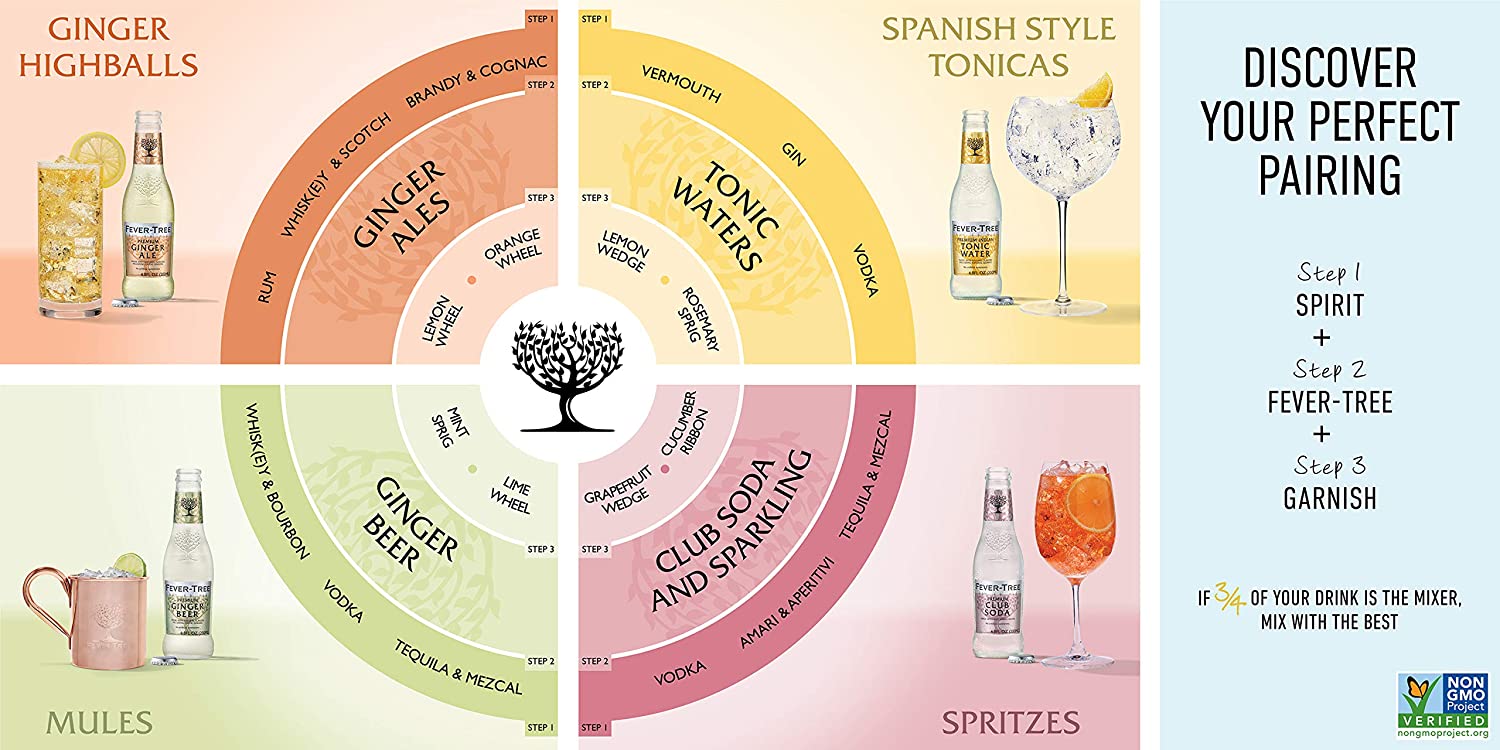 GINGER
HIGHBALLS
STEP 1
BRANDY & COGNAC
WHISK(E)Y & SCOTCH
RUM
STEP 2
GINGER
ALES
STEP 3
ORANGE
WHEEL
LEMON
WHEEL
FEVER-TREE
PREMIUM
GINGER
ALE
SPANISH STYLE
TONICAS
STEP 1
VERMOUTH
GIN
VODKA
STEP 2
TONIC
WATERS
STEP 3
LEMON
WEDGE
ROSEMARY
SPRIG
FEVER-TREE
PREMIUM INDIAN
TONIC
WATER
WHISK(E)Y & BOURBON
VODKA
TEQUILA & MEZCAL
GINGER
BEER
MINT
SPRIG
LIME
WHEEL
STEP 3
STEP 2
STEP 1
FEVER-TREE
PREMIUM
GINGER
BEER
FEVER-TREE
MULES
CUCUMBER
RIBBON
GRAPEFRUIT
WEDGE
STEP 3
CLUB SODA
AND SPARKLING
STEP 2
TEQUILA & MEZCAL
AMARI & APERITIVI
VODKA
STEP 1
FEVER-TREE
PREMIUM
CLUB
SODA
SPRITZES
DISCOVER
YOUR PERFECT
PAIRING
Step 1
SPIRIT
+
Step 2
FEVER-TREE
+
Step 3
GARNISH
IF 3/4 OF YOUR DRINK IS THE MIXER,
MIX WITH THE BEST
NON
GMO
Project
VERIFIED
nongmoproject.org